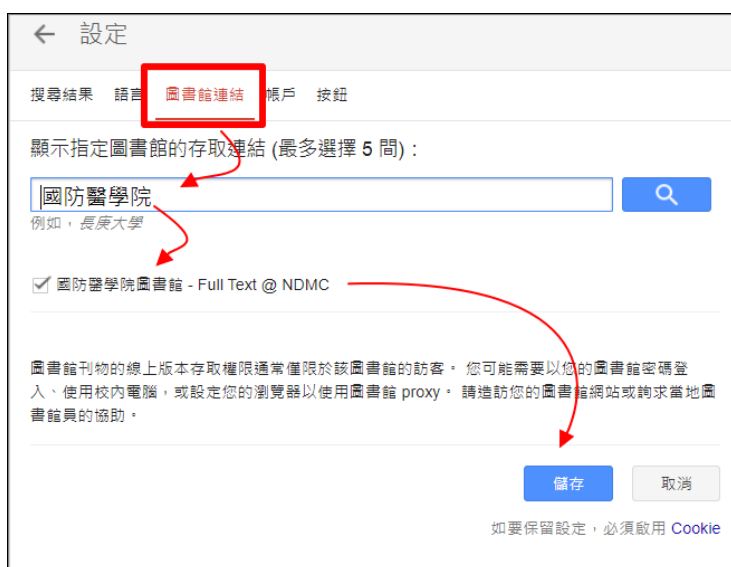 ← 設定
搜尋結果 語言 圖書館連結 帳戶 按鈕
顯示指定圖書館的存取連結 (最多選擇 5 間)：
國防醫學院
例如，長庚大學
國防醫學院圖書館 - Full Text @ NDMC
圖書館刊物的線上版本存取權限通常僅限於該圖書館的訪客。 您可能需要以您的圖書館密碼登
入、使用校內電腦，或設定您的瀏覽器以使用圖書館 proxy。 請造訪您的圖書館網站或詢求當地圖
書館員的協助。
儲存 取消
如要保留設定，必須啟用 Cookie